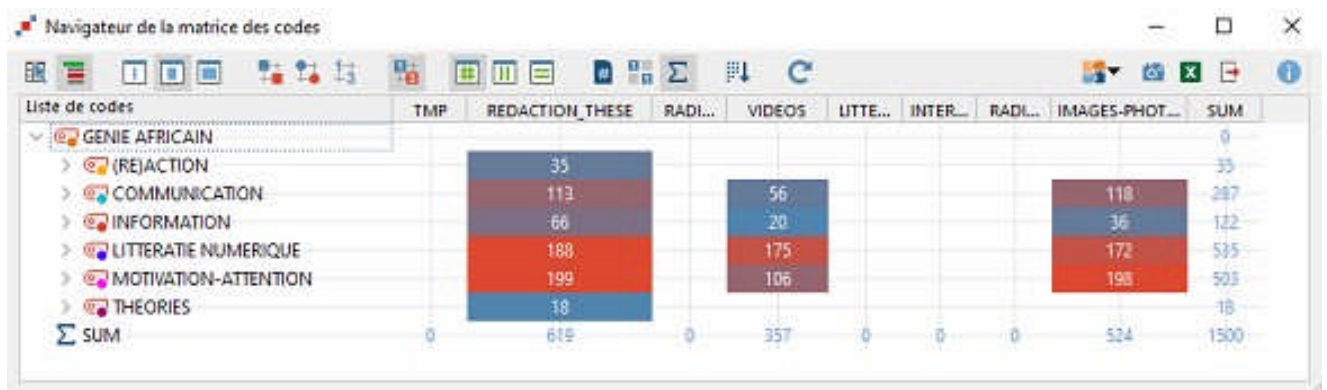 Navigateur de la matrice des codes
Liste de codes TMP REDACTION_THESE RADI... VIDEOS LITTE... INTER... RADI... IMAGES-PHOT... SUM
GENIE AFRICAIN 0
(RE)ACTION 35 35
COMMUNICATION 113 56 118 287
INFORMATION 66 20 36 122
LITTERATIE NUMERIQUE 188 175 172 535
MOTIVATION-ATTENTION 199 106 198 503
THEORIES 18 18
Σ SUM 0 619 0 357 0 0 0 524 1500